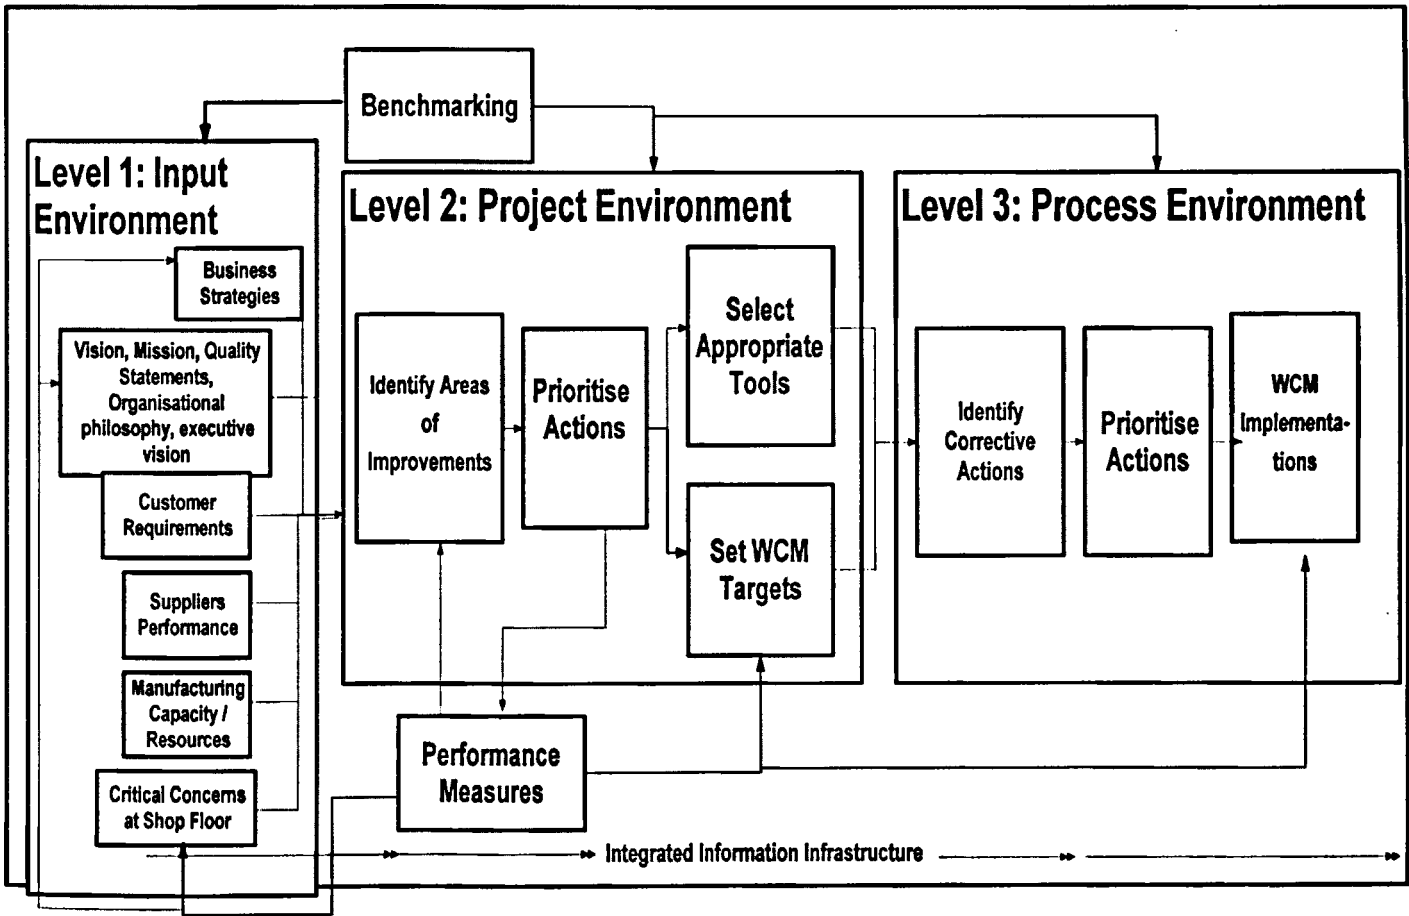 Benchmarking
Level 1: Input
Environment
Business
Strategies
Vision, Mission, Quality
Statements,
Organisational
philosophy, executive
vision
Customer
Requirements
Suppliers
Performance
Manufacturing
Capacity /
Resources
Critical Concerns
at Shop Floor
Level 2: Project Environment
Identify Areas
of
Improvements
Prioritise
Actions
Select
Appropriate
Tools
Set WCM
Targets
Level 3: Process Environment
Identify
Corrective
Actions
Prioritise
Actions
WCM
Implementa-
tions
Performance
Measures
Integrated Information Infrastructure